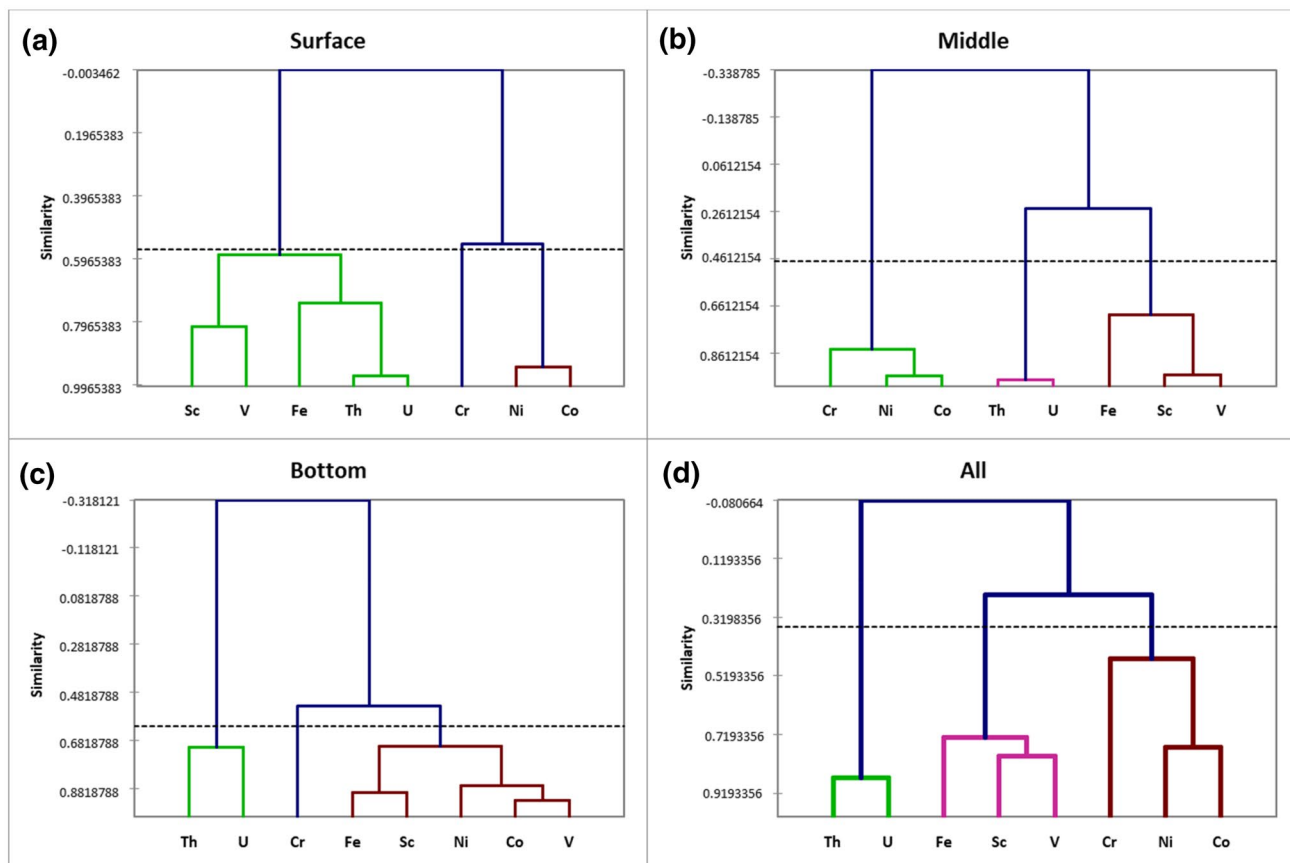 (a)
Surface
Similarity
-0.003462
0.1965383
0.3965383
0.5965383
0.7965383
0.9965383
Sc V Fe Th U Cr Ni Co
(b)
Middle
Similarity
-0.338785
-0.138785
0.0612154
0.2612154
0.4612154
0.6612154
0.8612154
Cr Ni Co Th U Fe Sc V
(c)
Bottom
Similarity
-0.318121
-0.118121
0.0818788
0.2818788
0.4818788
0.6818788
0.8818788
Th U Cr Fe Sc Ni Co V
(d)
All
Similarity
-0.080664
0.1193356
0.3198356
0.5193356
0.7193356
0.9193356
Th U Fe Sc V Cr Ni Co